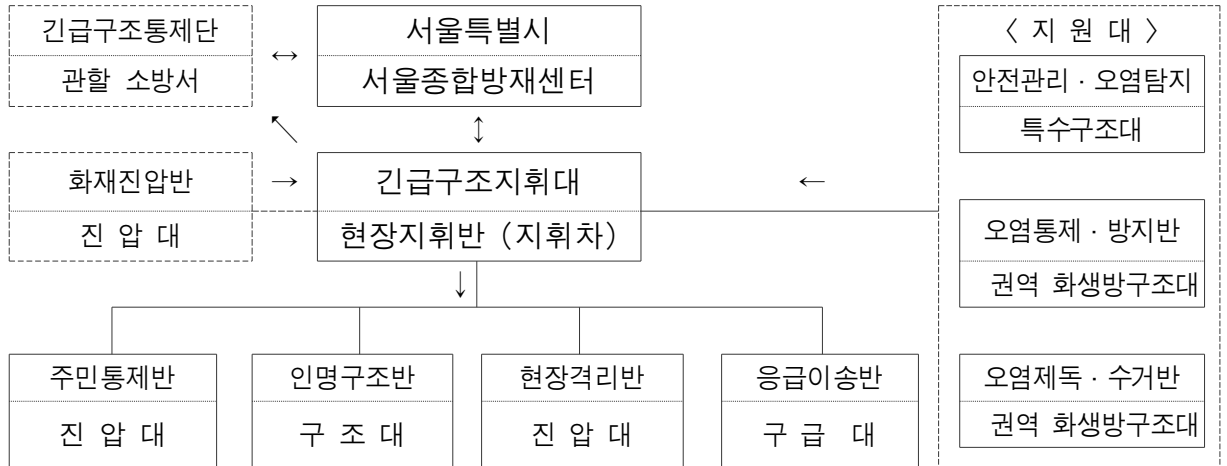 긴급구조통제단
관할 소방서
↔
서울특별시
서울종합방재센터
〈 지 원 대 〉
안전관리 · 오염탐지
특수구조대
↖
↕
화재진압반
진 압 대
→
긴급구조지휘대
현장지휘반 (지휘차)
←
오염통제 · 방지반
권역 화생방구조대
↓
주민통제반
진 압 대
인명구조반
구 조 대
현장격리반
진 압 대
응급이송반
구 급 대
오염제독 · 수거반
권역 화생방구조대